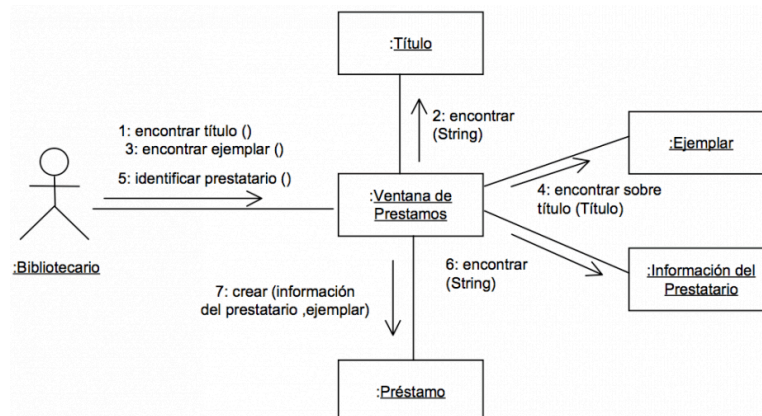 :Título
1: encontrar título ()
3: encontrar ejemplar ()
5: identificar prestatario ()
2: encontrar
(String)
:Ejemplar
:Ventana de
Prestamos
4: encontrar sobre
título (Título)
:Bibliotecario
6: encontrar
(String)
:Información del
Prestatario
7: crear (información
del prestatario ,ejemplar)
:Préstamo